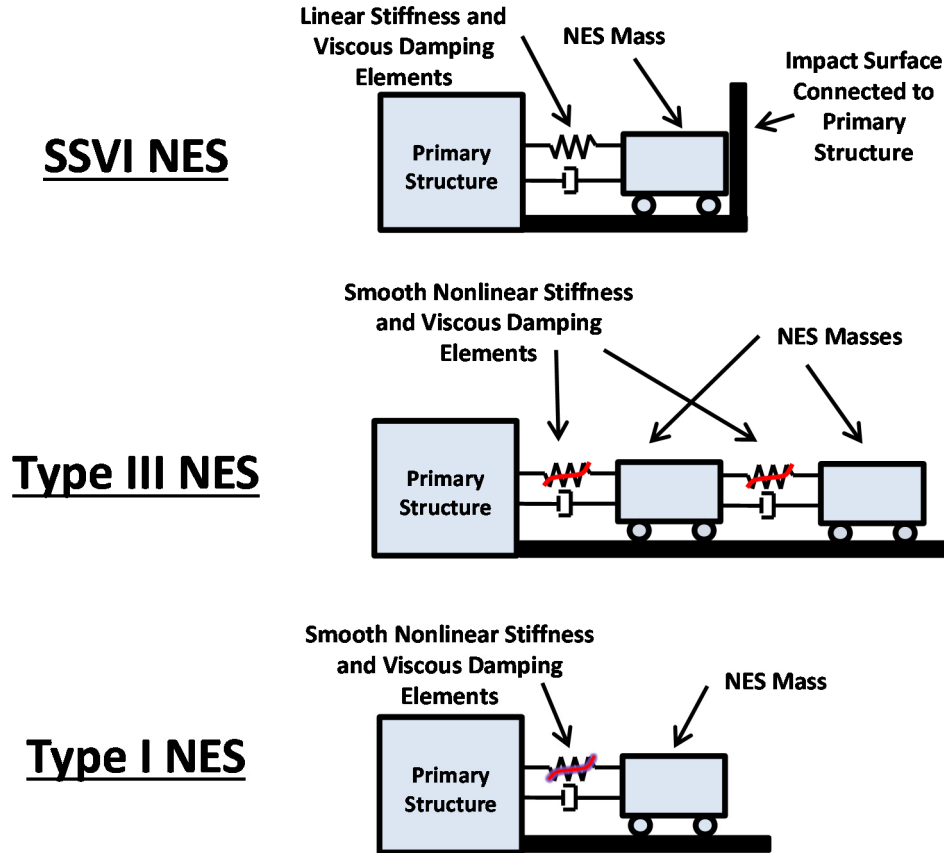 Linear Stiffness and
Viscous Damping
Elements
NES Mass
Impact Surface
Connected to
Primary
Structure
SSVI NES
Primary
Structure
Smooth Nonlinear Stiffness
and Viscous Damping
Elements
NES Masses
Type III NES
Primary
Structure
Smooth Nonlinear Stiffness
and Viscous Damping
Elements
NES Mass
Type I NES
Primary
Structure